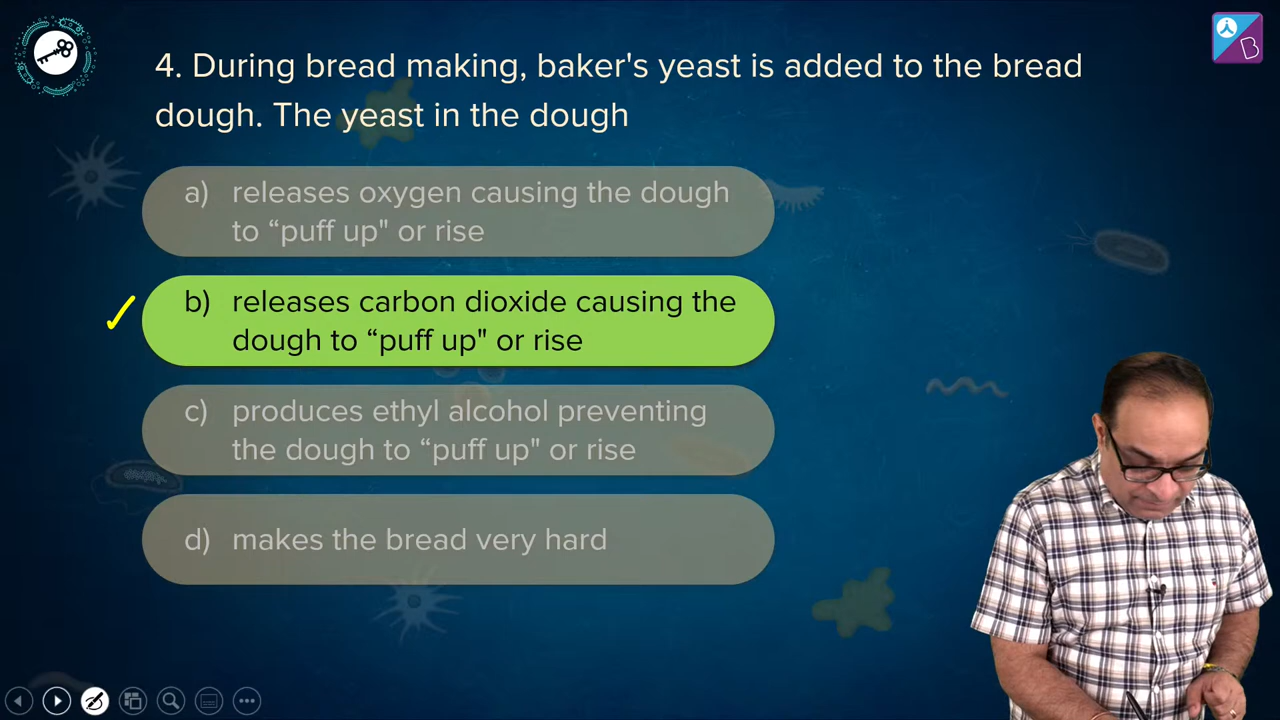 4. During bread making, baker's yeast is added to the bread
dough. The yeast in the dough
a) releases oxygen causing the dough
to “puff up" or rise
b) releases carbon dioxide causing the
dough to “puff up" or rise
c) produces ethyl alcohol preventing
the dough to “puff up" or rise
d) makes the bread very hard
B